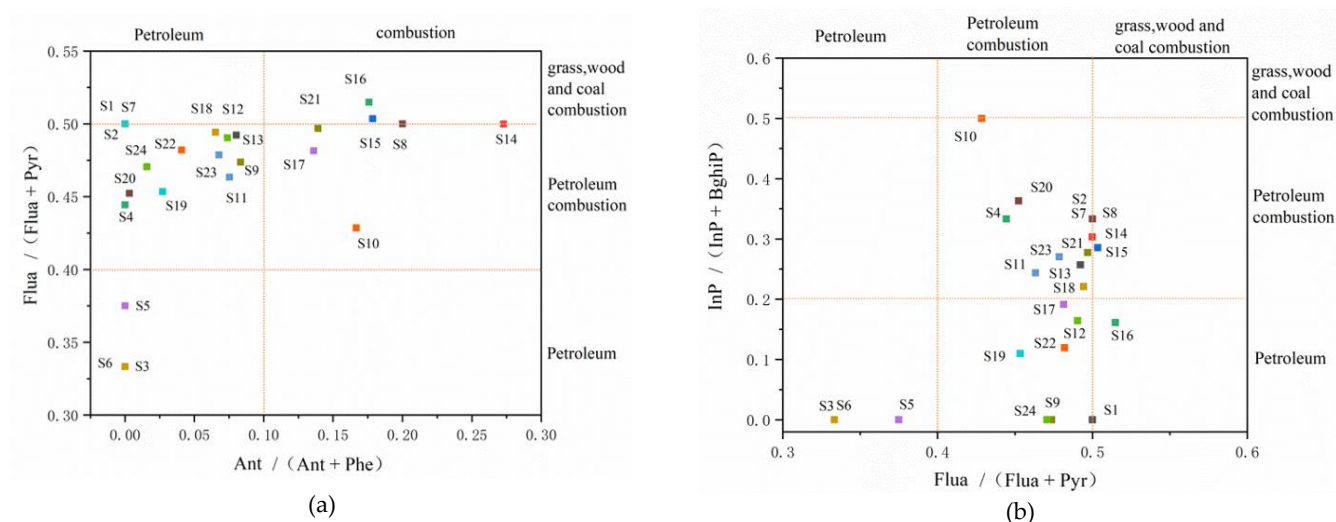 Petroleum
combustion
0.55
0.50
0.45
0.40
0.35
0.30
Flua / (Flua + Pyr)
S16
S21
S1 S7
S18 S12
S2
S22
S13
S15
S8
S14
S24
S23
S9
S17
S20
S11
S4
S19
S10
S5
S6
S3
grass,wood
and coal
combustion
Petroleum
combustion
Petroleum
0.00
0.05
0.10
0.15
0.20
0.25
0.30
Ant / (Ant + Phe)
(a)
Petroleum
Petroleum
combustion
grass,wood and
coal combustion
0.6
0.5
0.4
0.3
0.2
0.1
0.0
InP / (InP + BghiP)
S10
S20
S2
S4
S7
S8
S14
S23
S21
S15
S11
S13
S18
S17
S12
S16
S19
S22
S3 S6
S5
S24
S9
S1
grass,wood
and coal
combustion
Petroleum
combustion
Petroleum
0.3
0.4
0.5
0.6
Flua / (Flua + Pyr)
(b)